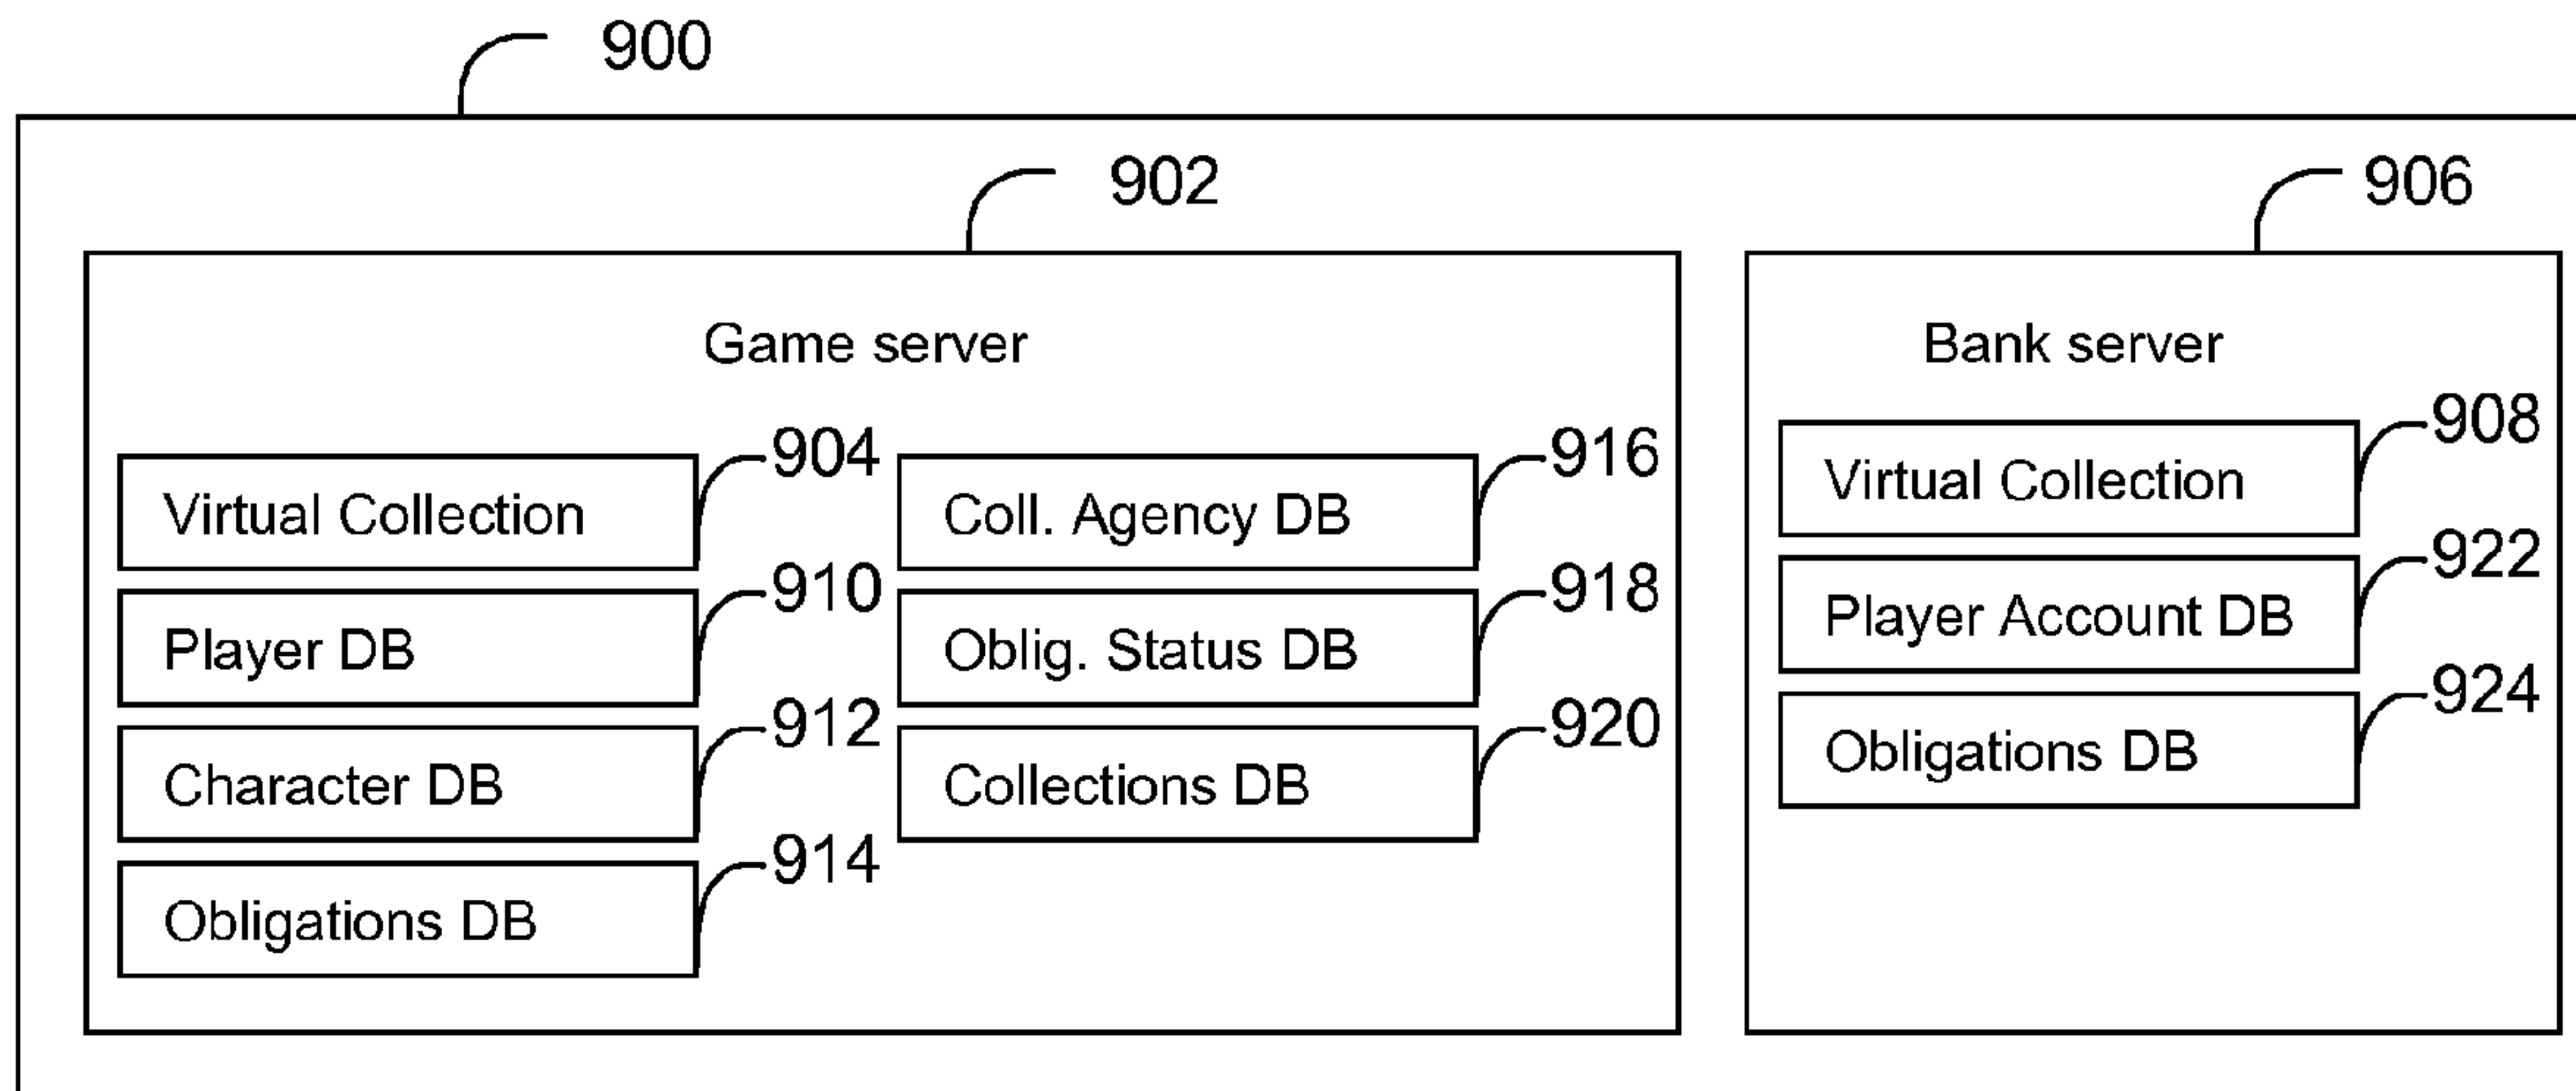 900
902
906
Game server
Bank server
Virtual Collection
904
Player DB
910
Character DB
912
Obligations DB
914
Coll. Agency DB
916
Oblig. Status DB
918
Collections DB
920
Virtual Collection
908
Player Account DB
922
Obligations DB
924